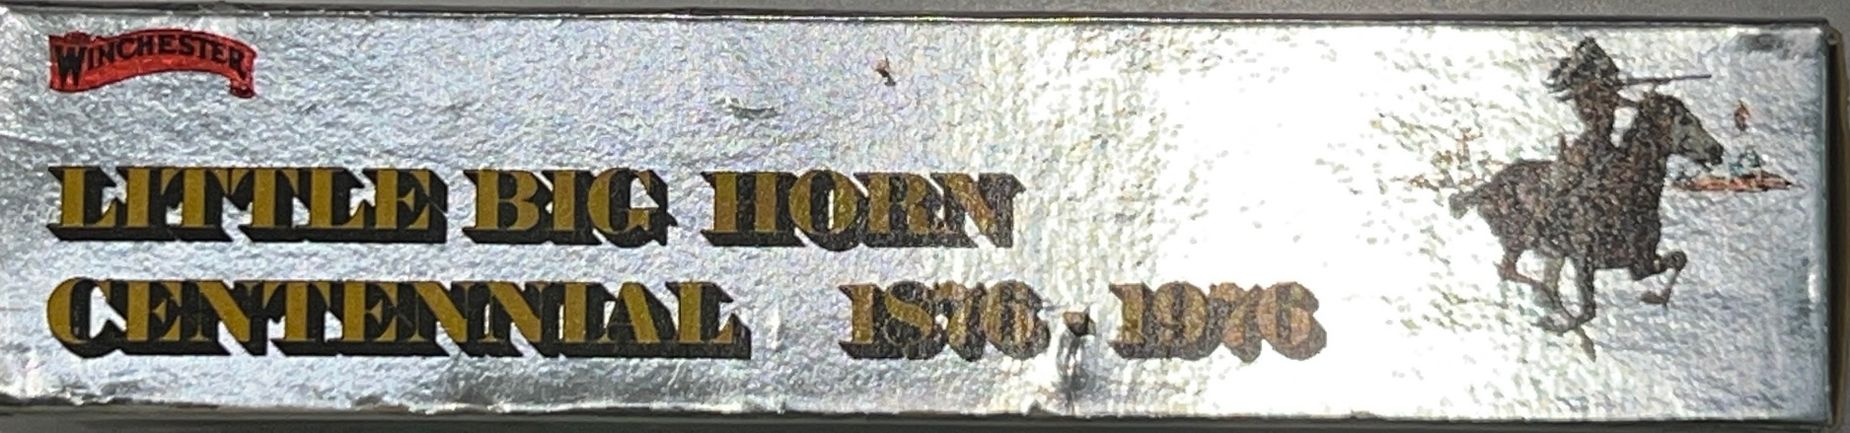 WINCHESTER
LITTLE BIG HORN
CENTENNIAL 1876 - 1976